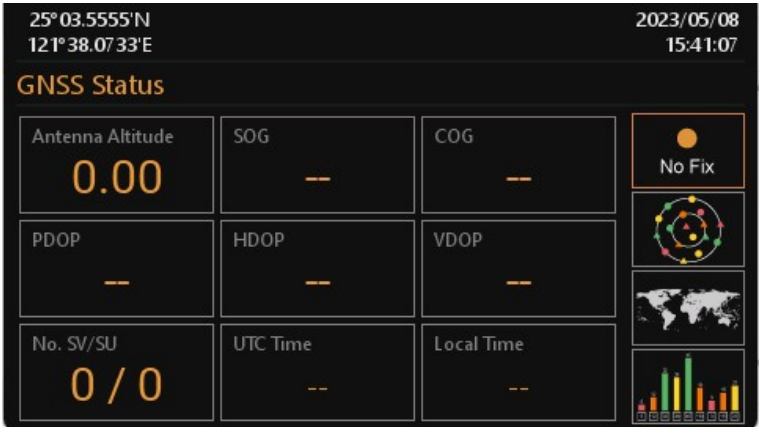 25°03.5555'N
2023/05/08
121°38.0733'E
15:41:07
GNSS Status
Antenna Altitude
SOG
COG
0.00
--
--
No Fix
PDOP
HDOP
VDOP
--
--
--
No. SV/SU
UTC Time
Local Time
0 / 0
--
--